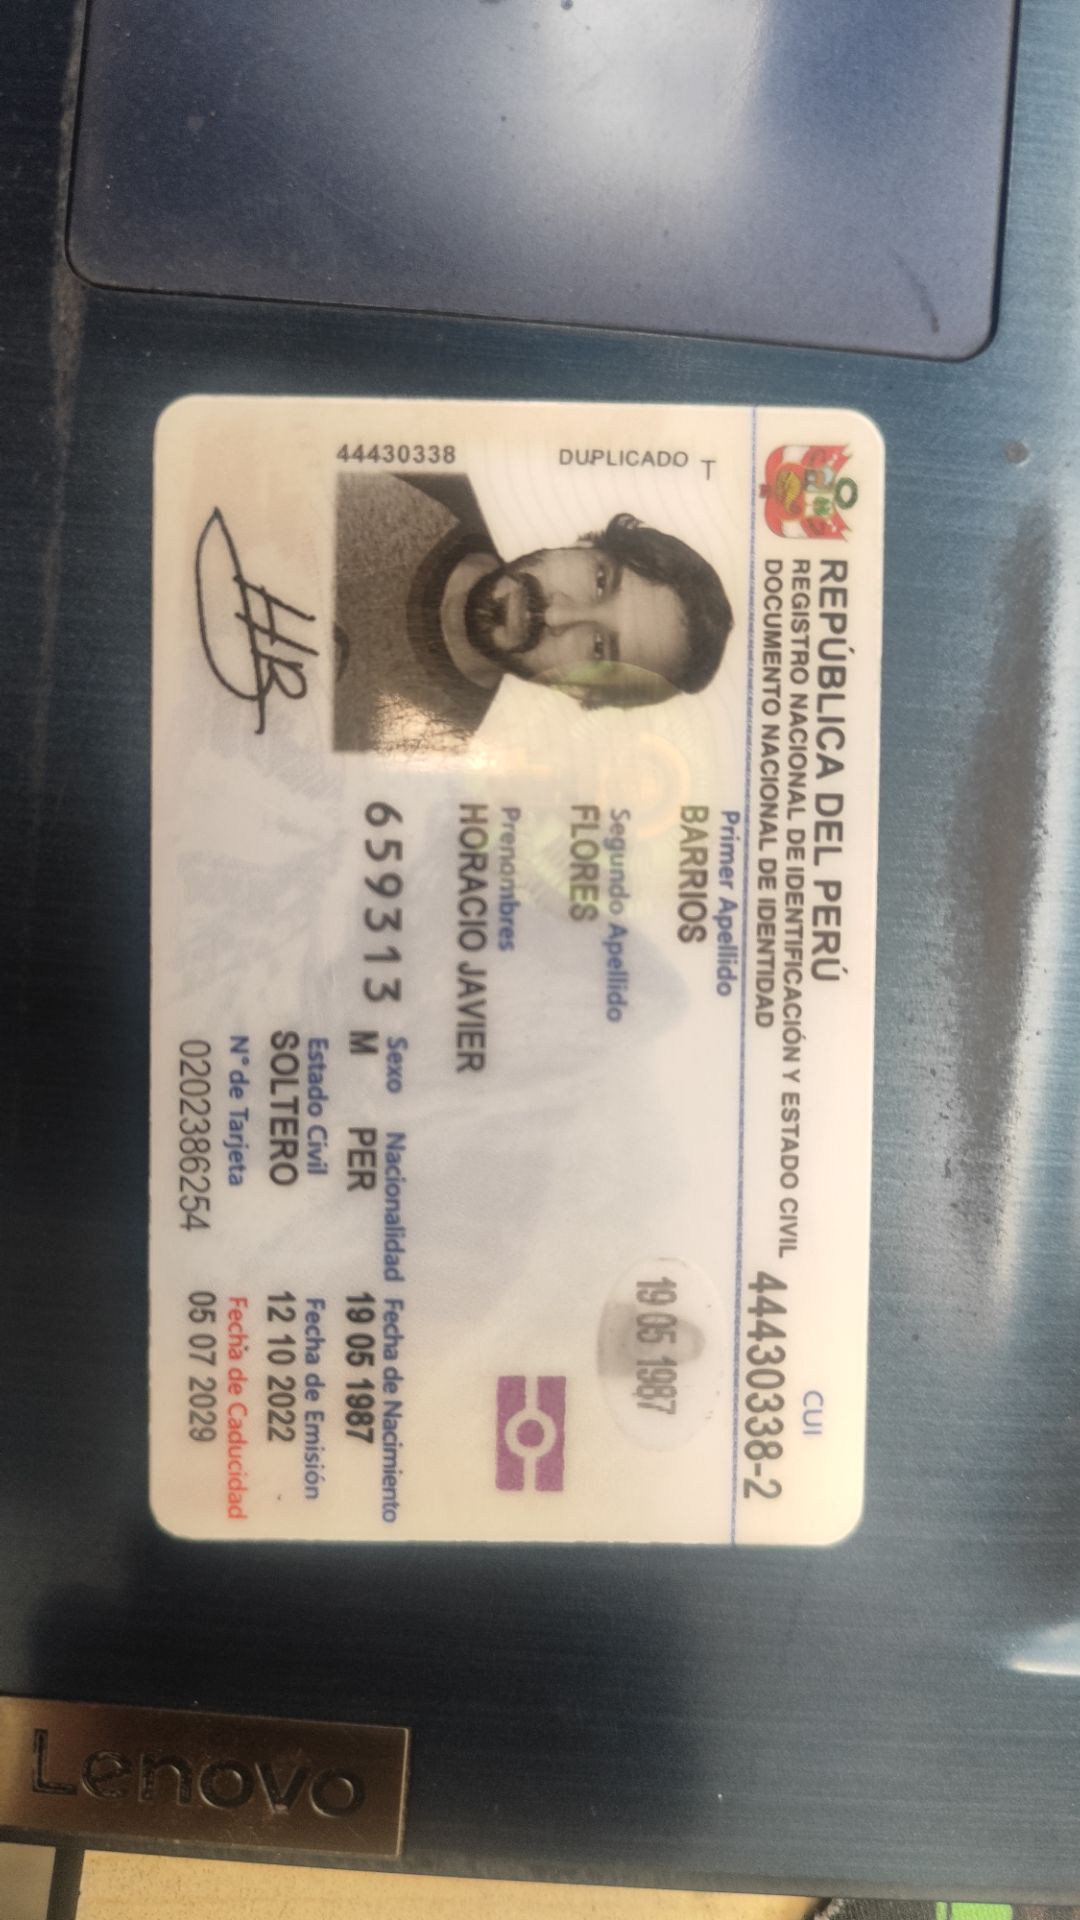 REPÚBLICA DEL PERÚ
REGISTRO NACIONAL DE IDENTIFICACIÓN Y ESTADO CIVIL
DOCUMENTO NACIONAL DE IDENTIDAD
CUI
44430338-2
DUPLICADO T
44430338
Primer Apellido
BARRIOS
Segundo Apellido
FLORES
Prenombres
HORACIO JAVIER
19 05 1987
659313
Sexo Nacionalidad Fecha de Nacimiento
M PER 19 05 1987
Estado Civil Fecha de Emisión
SOLTERO 12 10 2022
N° de Tarjeta Fecha de Caducidad
0202386254 05 07 2029
HB
Lenovo